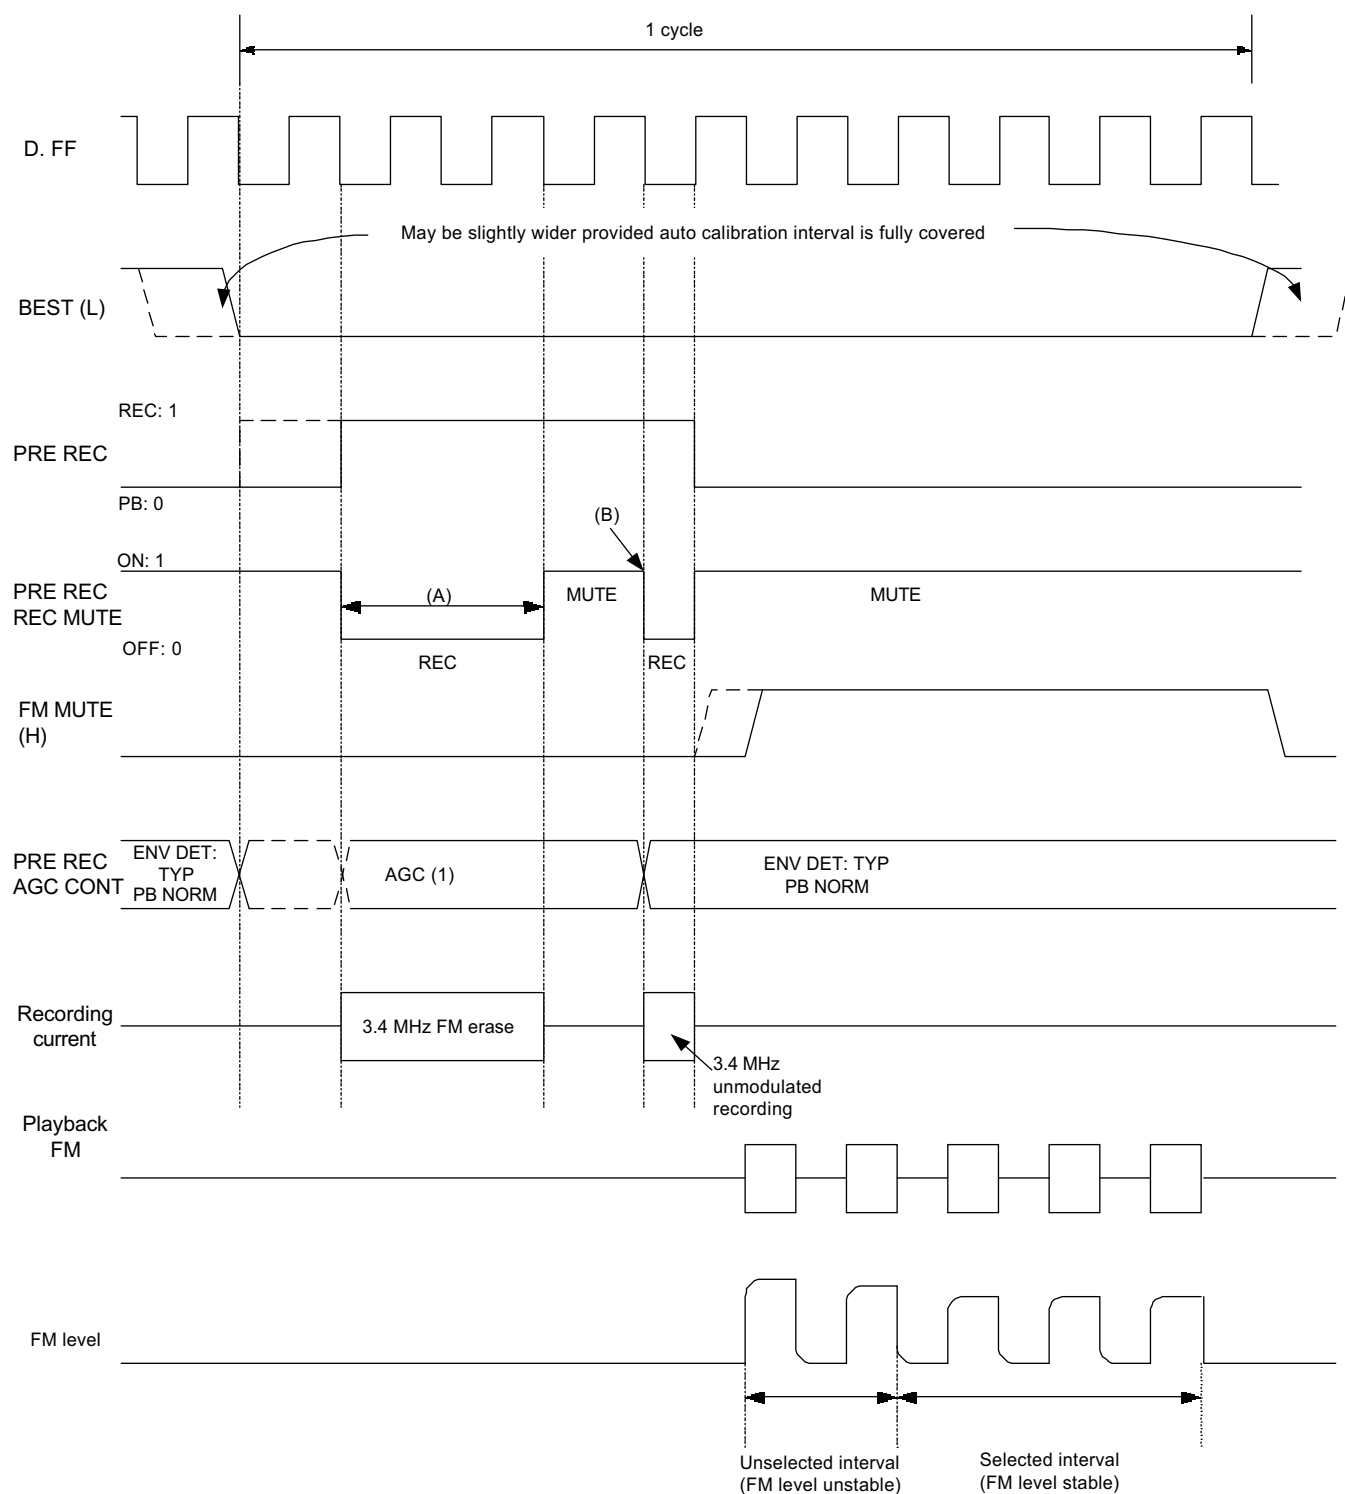 1 cycle
D. FF
May be slightly wider provided auto calibration interval is fully covered
BEST (L)
REC: 1
PRE REC
PB: 0
(B)
ON: 1
PRE REC
REC MUTE
(A)
MUTE
MUTE
OFF: 0
REC
REC
FM MUTE
(H)
PRE REC
AGC CONT
ENV DET:
TYP
PB NORM
AGC (1)
ENV DET: TYP
PB NORM
Recording
current
3.4 MHz FM erase
3.4 MHz
unmodulated
recording
Playback
FM
FM level
Unselected interval
(FM level unstable)
Selected interval
(FM level stable)